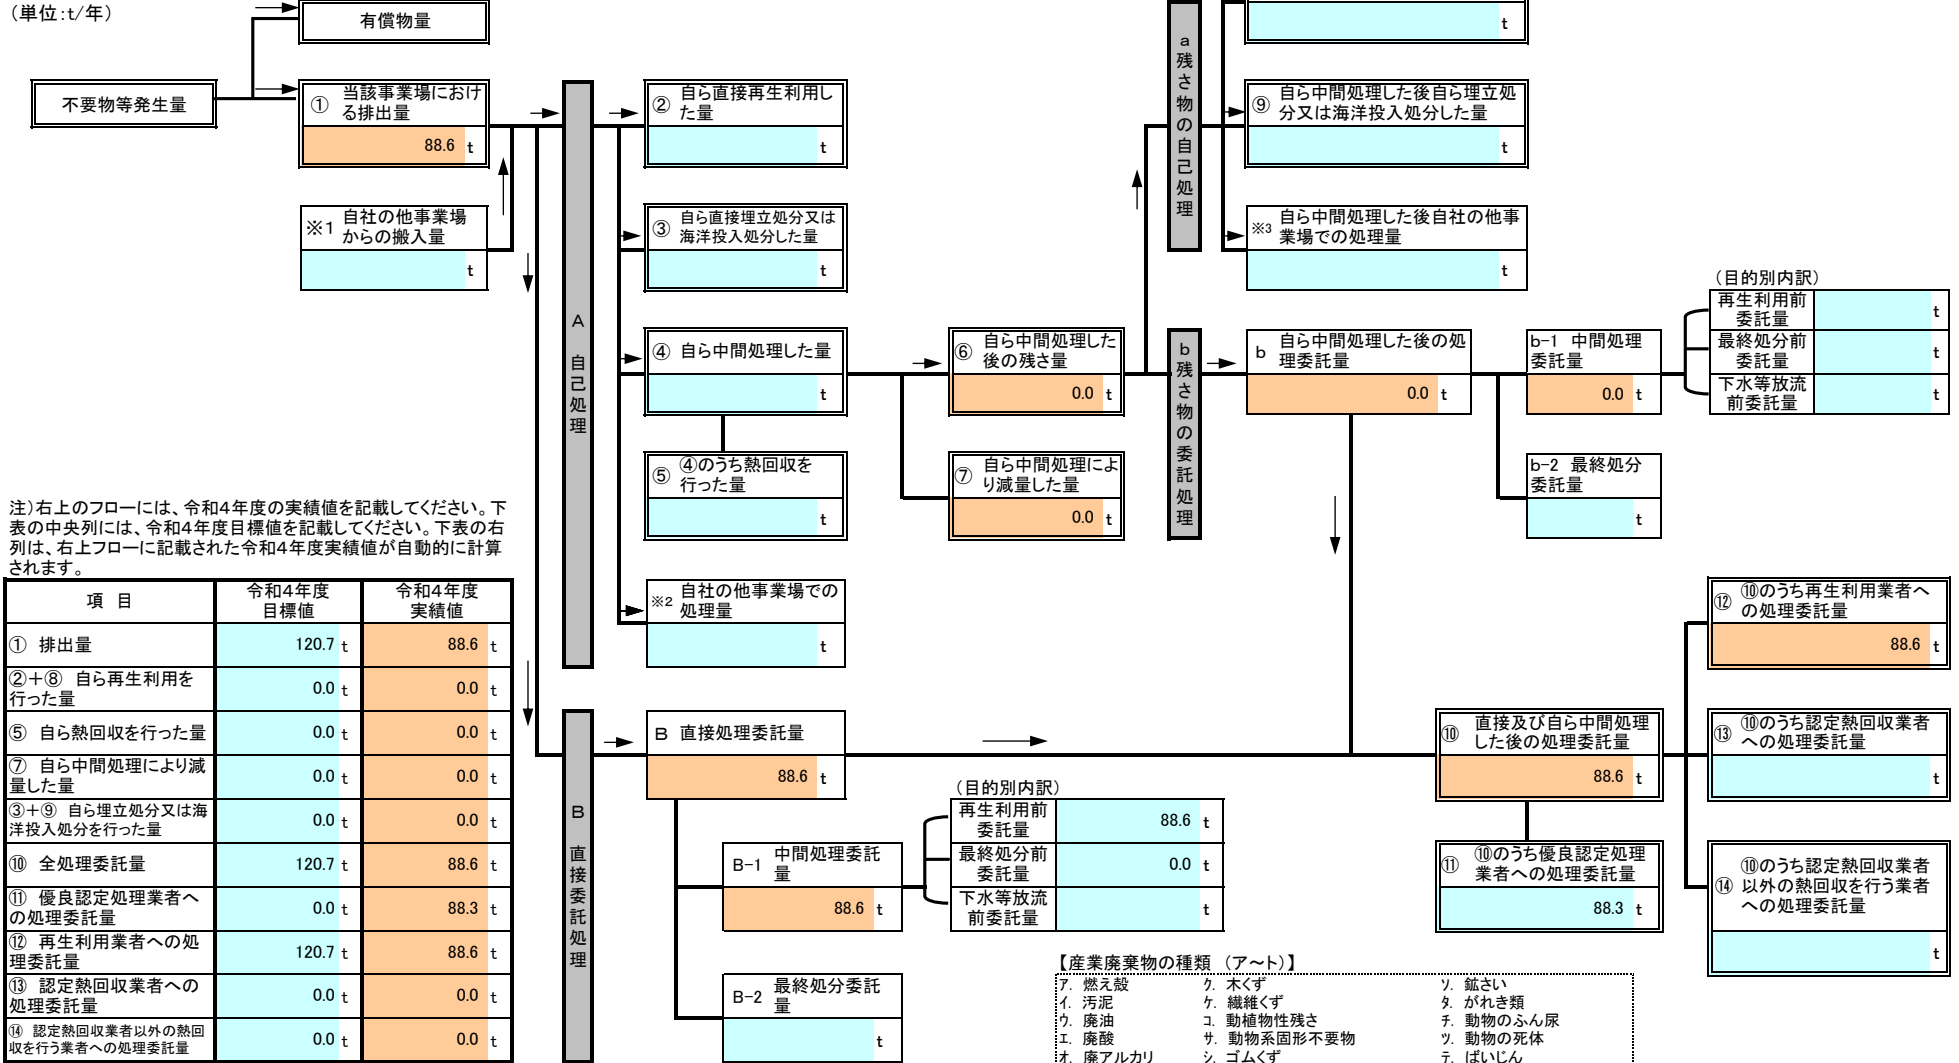 （単位：t/年）
有償物量
不要物等発生量
① 当該事業場におけ
る排出量
88.6 t
※1 自社の他事業場
からの搬入量
t
A 自己処理
② 自ら直接再生利用し
た量
t
③ 自ら直接埋立処分又は
海洋投入処分した量
t
④ 自ら中間処理した量
t
⑤ ④のうち熱回収を
行った量
t
※2 自社の他事業場での
処理量
t
⑥ 自ら中間処理した
後の残さ量
0.0 t
⑦ 自ら中間処理によ
り減量した量
0.0 t
a 残さ物の自己処理
t
⑨ 自ら中間処理した後自ら埋立処
分又は海洋投入処分した量
t
※3 自ら中間処理した後自社の他事
業場での処理量
t
b 残さ物の委託処理
b 自ら中間処理した後の処
理委託量
0.0 t
b-1 中間処理
委託量
0.0 t
b-2 最終処分
委託量
t
（目的別内訳）
再生利用前
委託量
t
最終処分前
委託量
t
下水等放流
前委託量
t
注）右上のフローには、令和４年度の実績値を記載してください。下
表の中央列には、令和４年度目標値を記載してください。下表の右
列は、右上フローに記載された令和４年度実績値が自動的に計算
されます。
項 目 令和４年度
目標値 令和４年度
実績値
① 排出量 120.7 t 88.6 t
②＋⑧ 自ら再生利用を
行った量 0.0 t 0.0 t
⑤ 自ら熱回収を行った量 0.0 t 0.0 t
⑦ 自ら中間処理により減
量した量 0.0 t 0.0 t
③＋⑨ 自ら埋立処分又は海
洋投入処分を行った量 0.0 t 0.0 t
⑩ 全処理委託量 120.7 t 88.6 t
⑪ 優良認定処理業者へ
の処理委託量 0.0 t 88.3 t
⑫ 再生利用業者への処
理委託量 120.7 t 88.6 t
⑬ 認定熱回収業者への
処理委託量 0.0 t 0.0 t
⑭ 認定熱回収業者以外の熱回
収を行う業者への処理委託量 0.0 t 0.0 t
B 直接委託処理
B 直接処理委託量
88.6 t
B-1 中間処理委託
量
88.6 t
B-2 最終処分委託
量
t
（目的別内訳）
再生利用前
委託量
88.6 t
最終処分前
委託量
0.0 t
下水等放流
前委託量
t
⑩ 直接及び自ら中間処理
した後の処理委託量
88.6 t
⑪ ⑩のうち優良認定処理
業者への処理委託量
88.3 t
⑫ ⑩のうち再生利用業者へ
の処理委託量
88.6 t
⑬ ⑩のうち認定熱回収業者
への処理委託量
t
⑭ ⑩のうち認定熱回収業者
以外の熱回収を行う業者
への処理委託量
t
【産業廃棄物の種類 （ア～ト）】
ア. 燃え殻 ク. 木くず ソ. 鉱さい
イ. 汚泥 ケ. 繊維くず タ. がれき類
ウ. 廃油 コ. 動植物性残さ チ. 動物のふん尿
エ. 廃酸 サ. 動物系固形不要物 ツ. 動物の死体
オ. 廃アルカリ シ. ゴムくず テ. ばいじん